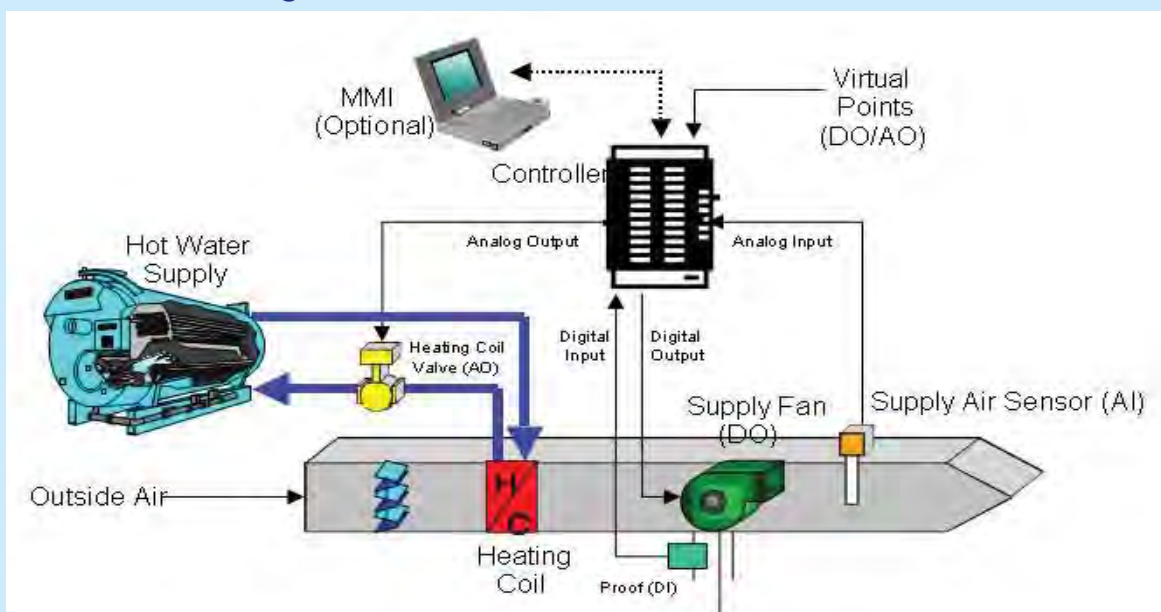 MMI
(Optional)
Virtual
Points
(DO/AO)
Controller
Analog Output
Analog Input
Hot Water
Supply
Heating Coil
Valve (AO)
Digital
Input
Digital
Output
Supply Fan
(DO)
Supply Air Sensor (AI)
Outside Air
H/C
Heating
Coil
Proof (DI)